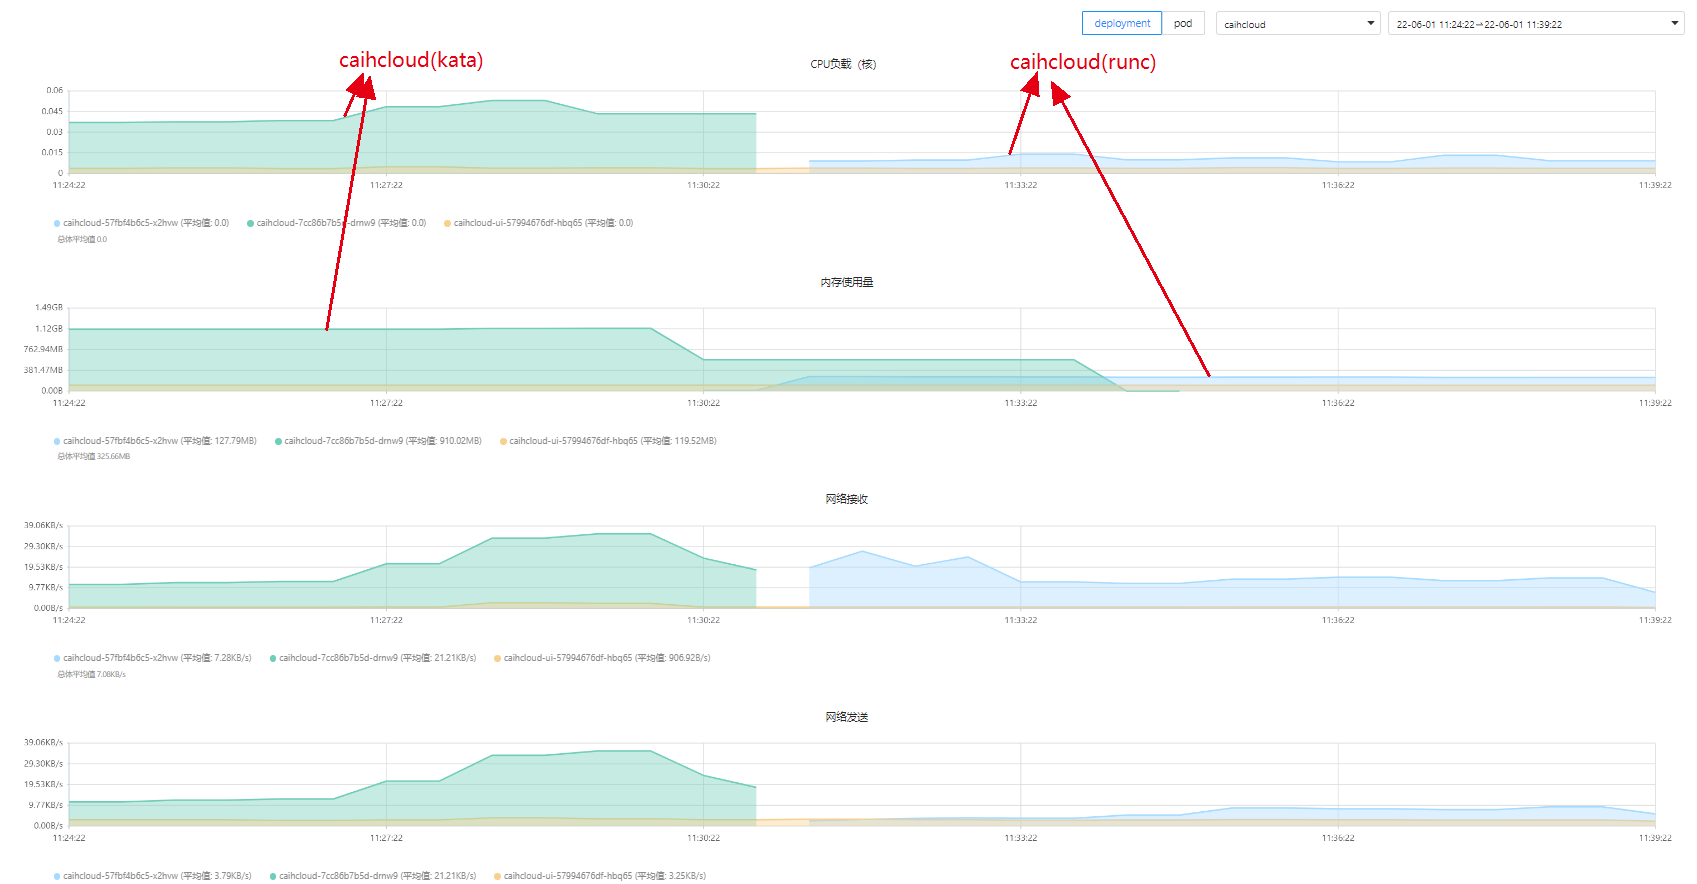 deployment pod caihcloud 22-06-01 11:24:22⇀22-06-01 11:39:22
caihcloud(kata) caihcloud(runc)
CPU负载（核）
0.06
0.045
0.03
0.015
0
11:24:22 11:27:22 11:30:22 11:33:22 11:36:22 11:39:22
caihcloud-57fbf4b6c5-x2hvw (平均值: 0.0) caihcloud-7cc86b7b5d-drnw9 (平均值: 0.0) caihcloud-ui-57994676df-hbq65 (平均值: 0.0)
总体平均值 0.0
内存使用量
1.49GB
1.12GB
762.94MB
381.47MB
0.00B
11:24:22 11:27:22 11:30:22 11:33:22 11:36:22 11:39:22
caihcloud-57fbf4b6c5-x2hvw (平均值: 127.79MB) caihcloud-7cc86b7b5d-drnw9 (平均值: 910.02MB) caihcloud-ui-57994676df-hbq65 (平均值: 119.52MB)
总体平均值 325.66MB
网络接收
39.06KB/s
29.30KB/s
19.53KB/s
9.77KB/s
0.00B/s
11:24:22 11:27:22 11:30:22 11:33:22 11:36:22 11:39:22
caihcloud-57fbf4b6c5-x2hvw (平均值: 7.28KB/s) caihcloud-7cc86b7b5d-drnw9 (平均值: 21.21KB/s) caihcloud-ui-57994676df-hbq65 (平均值: 906.92B/s)
总体平均值 7.08KB/s
网络发送
39.06KB/s
29.30KB/s
19.53KB/s
9.77KB/s
0.00B/s
11:24:22 11:27:22 11:30:22 11:33:22 11:36:22 11:39:22
caihcloud-57fbf4b6c5-x2hvw (平均值: 3.79KB/s) caihcloud-7cc86b7b5d-drnw9 (平均值: 21.21KB/s) caihcloud-ui-57994676df-hbq65 (平均值: 3.25KB/s)